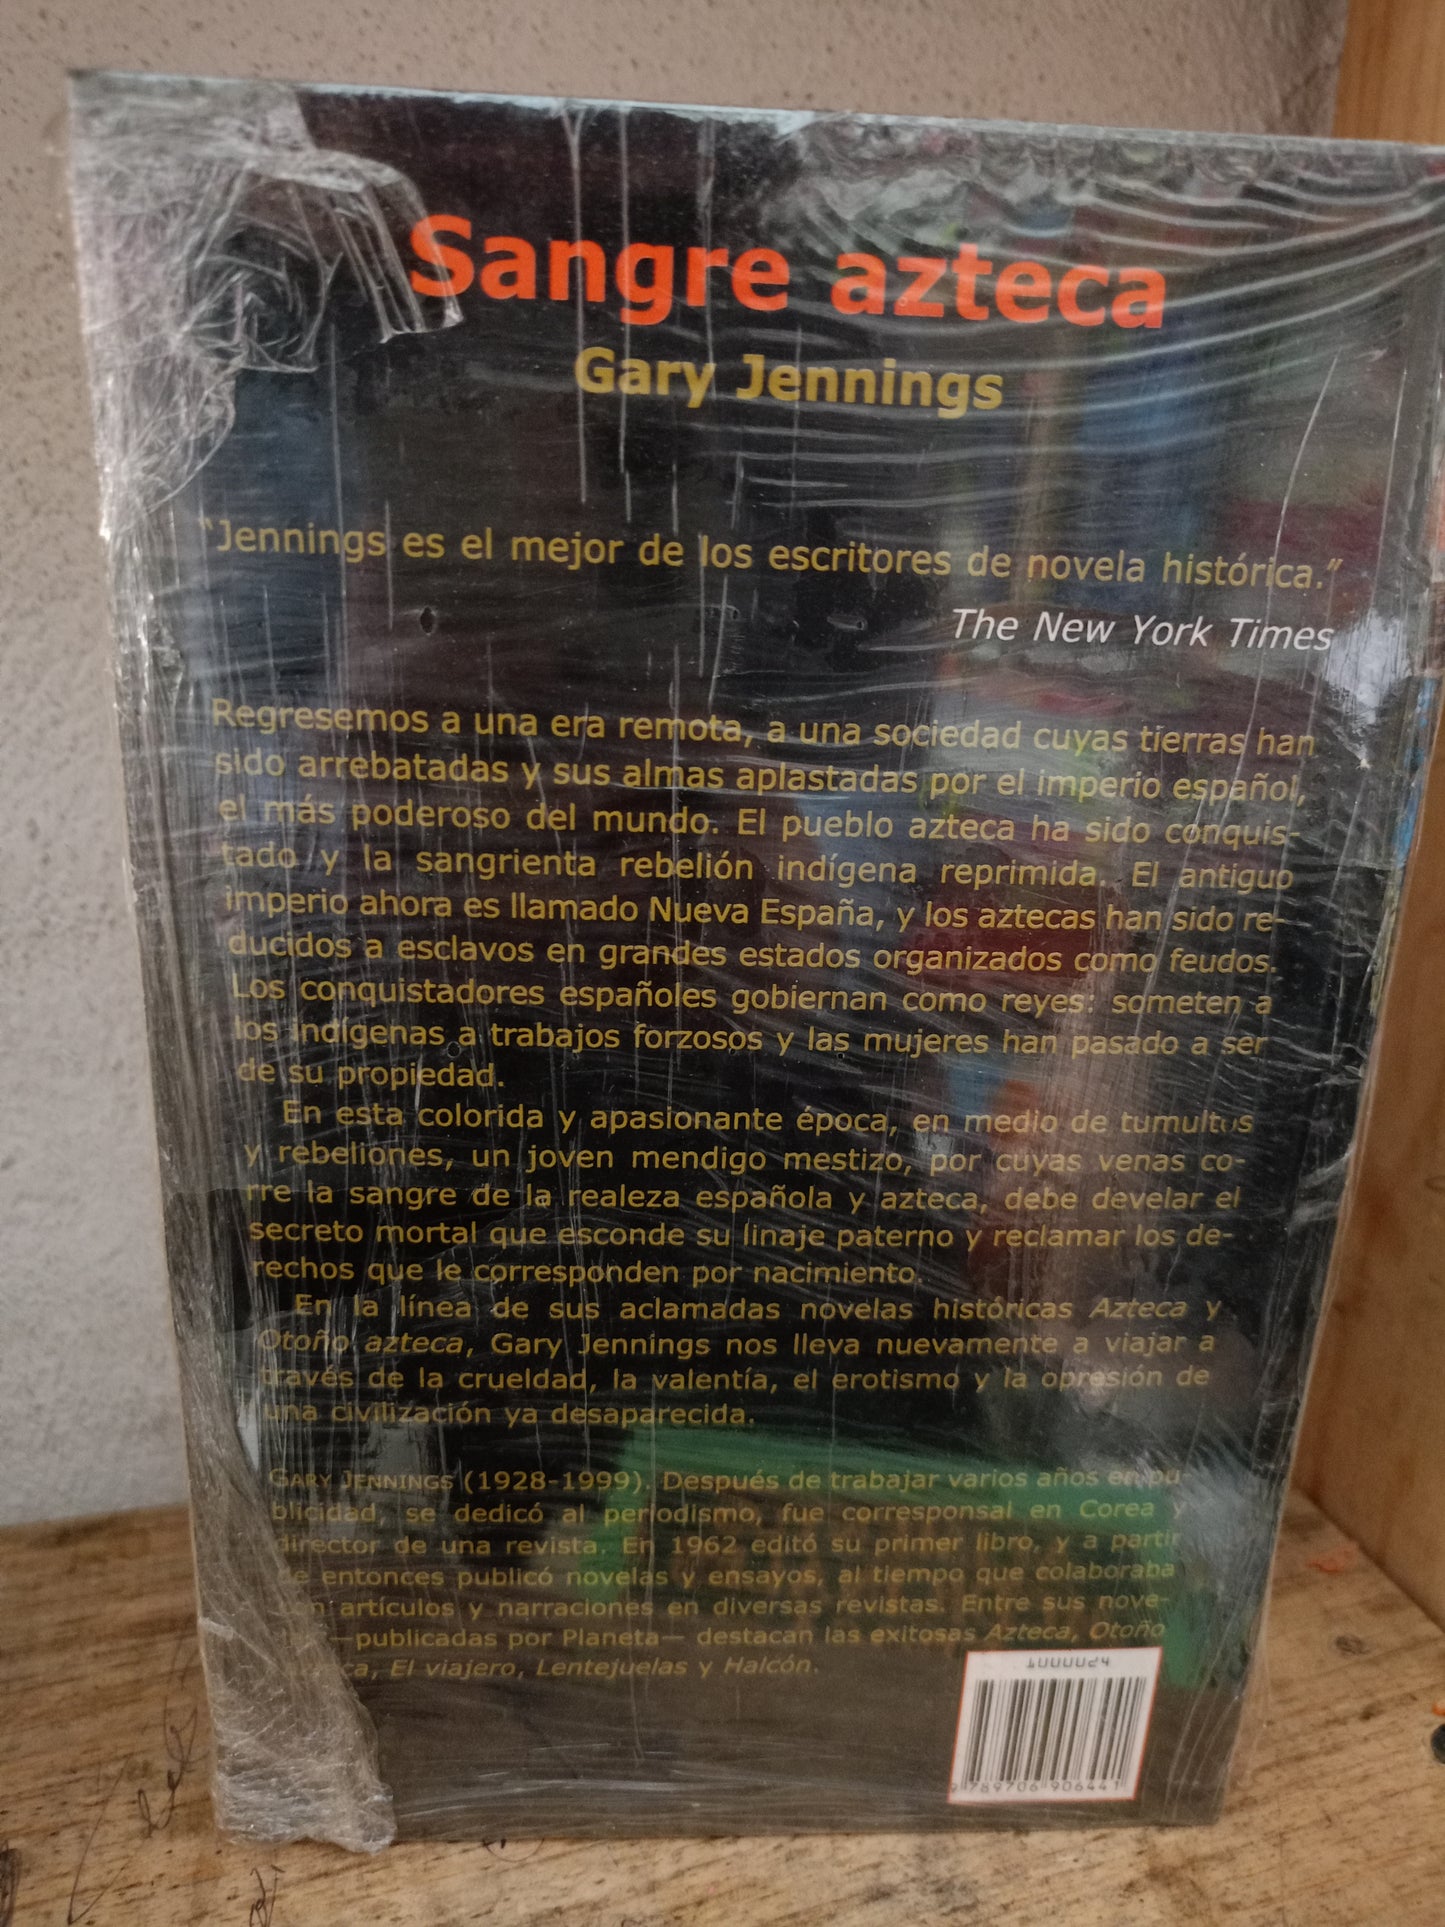 Sangre azteca
Gary Jennings
“Jennings es el mejor de los escritores de novela histórica.”
The New York Times
Regresemos a una era remota, a una sociedad cuyas tierras han
sido arrebatadas y sus almas aplastadas por el imperio español,
el más poderoso del mundo. El pueblo azteca ha sido conquis-
tado y la sangrienta rebelión indígena reprimida. El antiguo
imperio ahora es llamado Nueva España, y los aztecas han sido re-
ducidos a esclavos en grandes estados organizados como feudos.
Los conquistadores españoles gobiernan como reyes: someten a
los indígenas a trabajos forzosos y las mujeres han pasado a ser
de su propiedad.
En esta colorida y apasionante época, en medio de tumultos
y rebeliones, un joven mendigo mestizo, por cuyas venas co-
rre la sangre de la realeza española y azteca, debe develar el
secreto mortal que esconde su linaje paterno y reclamar los de-
rechos que le corresponden por nacimiento.
En la línea de sus aclamadas novelas históricas Azteca y
Otoño azteca, Gary Jennings nos lleva nuevamente a viajar a
través de la crueldad, la valentía, el erotismo y la opresión de
una civilización ya desaparecida.
GARY JENNINGS (1928-1999). Después de trabajar varios años en pu-
blicidad, se dedicó al periodismo, fue corresponsal en Corea y
director de una revista. En 1962 editó su primer libro, y a partir
de entonces publicó novelas y ensayos, al tiempo que colaboraba
con artículos y narraciones en diversas revistas. Entre sus nove-
—publicadas por Planeta— destacan las exitosas Azteca, Otoño
El viajero, Lentejuelas y Halcón.
1000024
9 789706 906441